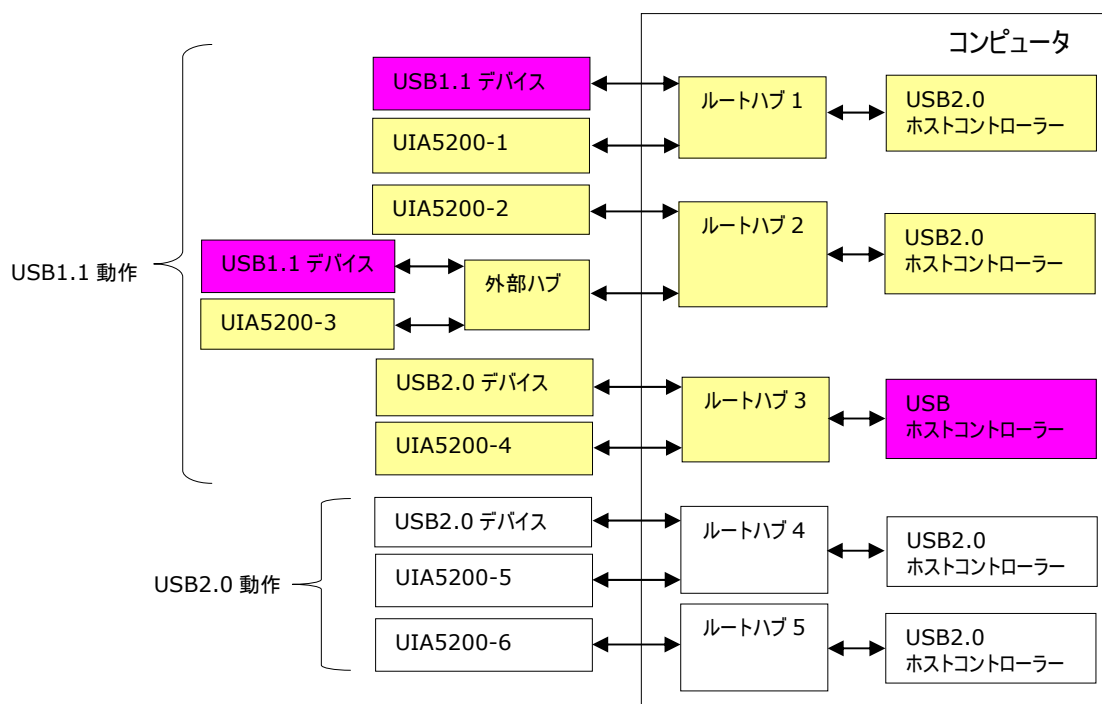 コンピュータ
USB1.1 デバイス
ルートハブ 1
USB2.0
ホストコントローラー
UIA5200-1
UIA5200-2
ルートハブ 2
USB2.0
ホストコントローラー
USB1.1 動作
USB1.1 デバイス
外部ハブ
UIA5200-3
USB2.0 デバイス
ルートハブ 3
USB
ホストコントローラー
UIA5200-4
USB2.0 デバイス
ルートハブ 4
USB2.0
ホストコントローラー
USB2.0 動作
UIA5200-5
UIA5200-6
ルートハブ 5
USB2.0
ホストコントローラー